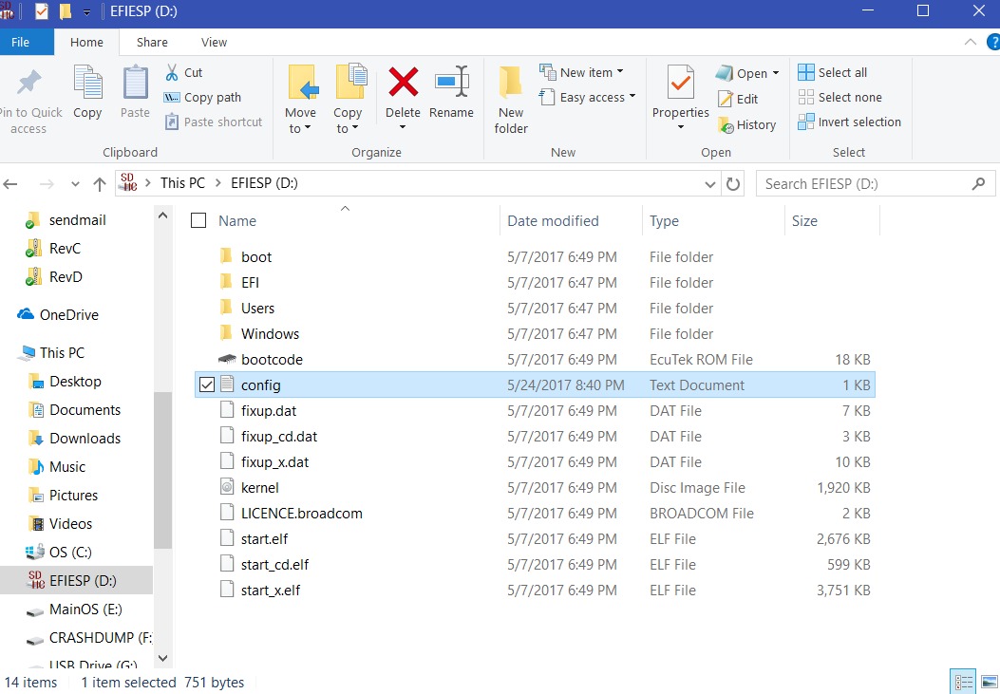 EFIESP (D:)
File Home Share View
Pin to Quick access
Copy
Paste
Cut
Copy path
Paste shortcut
Clipboard
Move to
Copy to
Delete
Rename
Organize
New folder
New item
Easy access
New
Properties
Open
Edit
History
Open
Select all
Select none
Invert selection
Select
This PC EFIESP (D:)
Search EFIESP (D:)
sendmail
RevC
RevD
OneDrive
This PC
Desktop
Documents
Downloads
Music
Pictures
Videos
OS (C:)
EFIESP (D:)
MainOS (E:)
CRASHDUMP (F:
USB Drive (G:)
Name Date modified Type Size
boot 5/7/2017 6:49 PM File folder
EFI 5/7/2017 6:47 PM File folder
Users 5/7/2017 6:47 PM File folder
Windows 5/7/2017 6:47 PM File folder
bootcode 5/7/2017 6:49 PM EcuTek ROM File 18 KB
config 5/24/2017 8:40 PM Text Document 1 KB
fixup.dat 5/7/2017 6:49 PM DAT File 7 KB
fixup_cd.dat 5/7/2017 6:49 PM DAT File 3 KB
fixup_x.dat 5/7/2017 6:49 PM DAT File 10 KB
kernel 5/7/2017 6:49 PM Disc Image File 1,920 KB
LICENCE.broadcom 5/7/2017 6:49 PM BROADCOM File 2 KB
start.elf 5/7/2017 6:49 PM ELF File 2,676 KB
start_cd.elf 5/7/2017 6:49 PM ELF File 599 KB
start_x.elf 5/7/2017 6:49 PM ELF File 3,751 KB
14 items 1 item selected 751 bytes